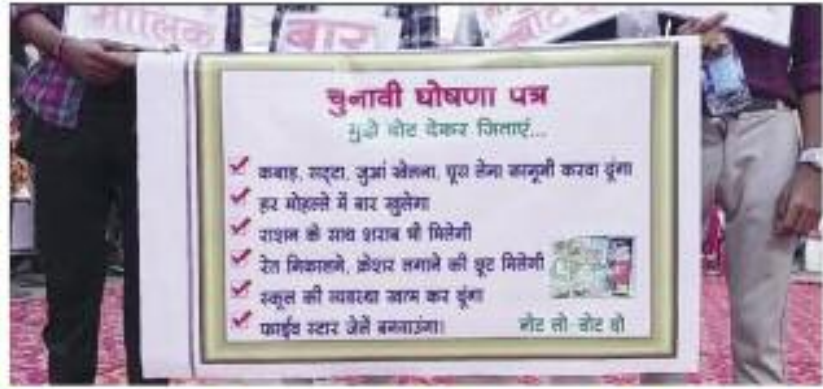 मालिक
बार
वोट
चुनावी घोषणा पत्र
मुझे वोट देकर जिताएं...
कबाड़, सट्टा, जुआं खेलना, घूस लेना कानूनी करवा दूंगा
हर मोहल्ले में बार खुलेगा
राशन के साथ शराब भी मिलेगी
रेत निकालने, क्रेशर लगाने की छूट मिलेगी
स्कूल की व्यवस्था खत्म कर दूंगा
फाईव स्टार जेलें बनवाउंगा।
नोट लो-वोट दो